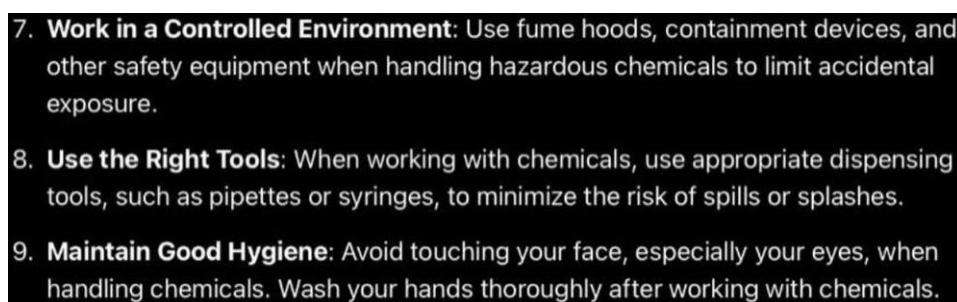 7. Work in a Controlled Environment: Use fume hoods, containment devices, and
other safety equipment when handling hazardous chemicals to limit accidental
exposure.
8. Use the Right Tools: When working with chemicals, use appropriate dispensing
tools, such as pipettes or syringes, to minimize the risk of spills or splashes.
9. Maintain Good Hygiene: Avoid touching your face, especially your eyes, when
handling chemicals. Wash your hands thoroughly after working with chemicals.